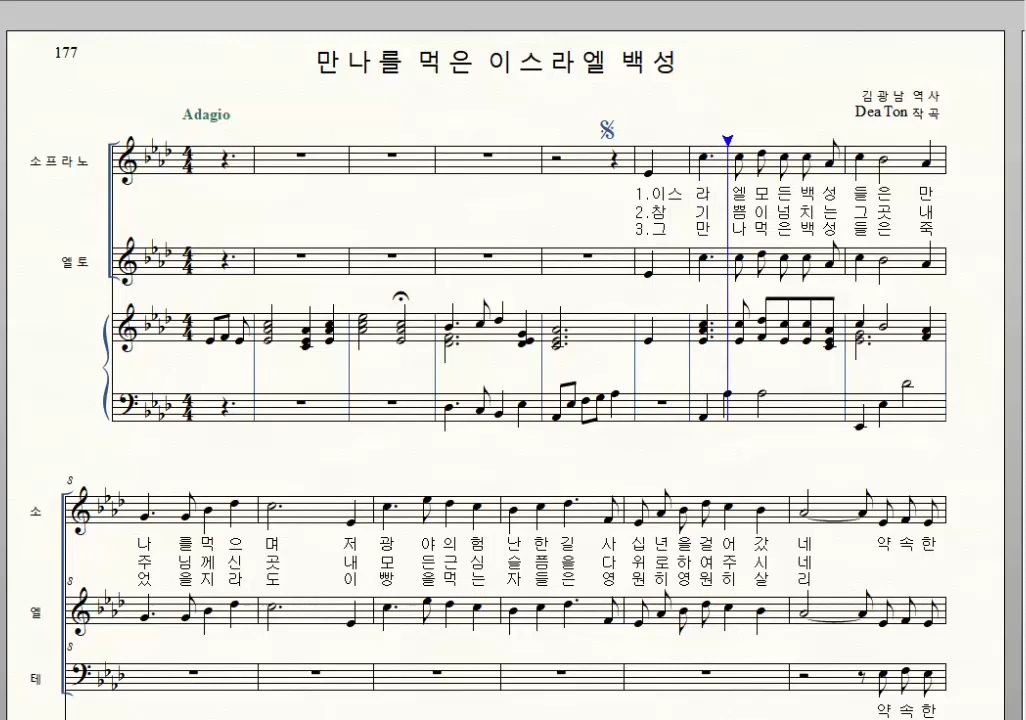 177
만나를 먹은 이스라엘 백성
김광남 역사
Adagio
Dea Ton 작곡
소프라노
1.이스 라 엘 모 든 백 성 들 은 만
2.참 기 쁨 이 넘 치 는 그 곳 내
3.그 만 나 먹 은 백 성 들 은 죽
엘토
8
소
나 를 먹 으 며 저 광 야 의 험 난 한 길 사 십 년 을 걸 어 갔 네 약 속 한
주 님 께 신 곳 내 모 든 근 심 슬 픔 을 다 위 로 하 여 주 시 네
었 을 지 라 도 이 빵 을 먹 는 자 들 은 영 원 히 영 원 히 살 리
8
엘
8
테
약 속 한